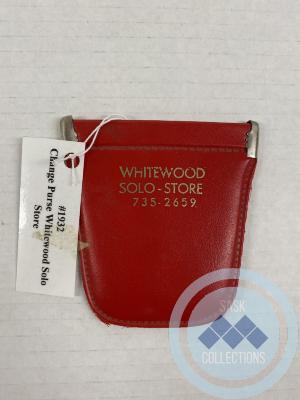 WHITEWOOD
SOLO-STORE
735-2659
#1932
Change Purse Whitewood Solo
Store
SASK
COLLECTIONS